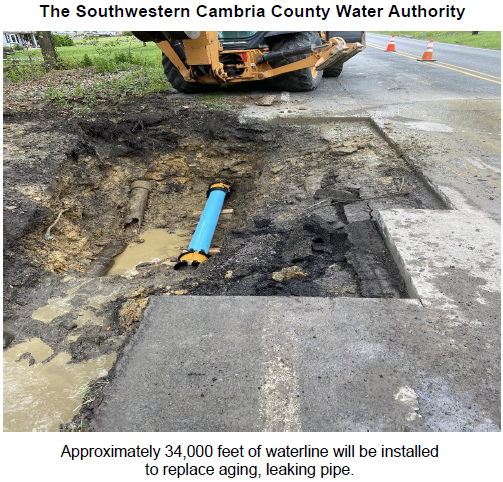 The Southwestern Cambria County Water Authority
Approximately 34,000 feet of waterline will be installed
to replace aging, leaking pipe.